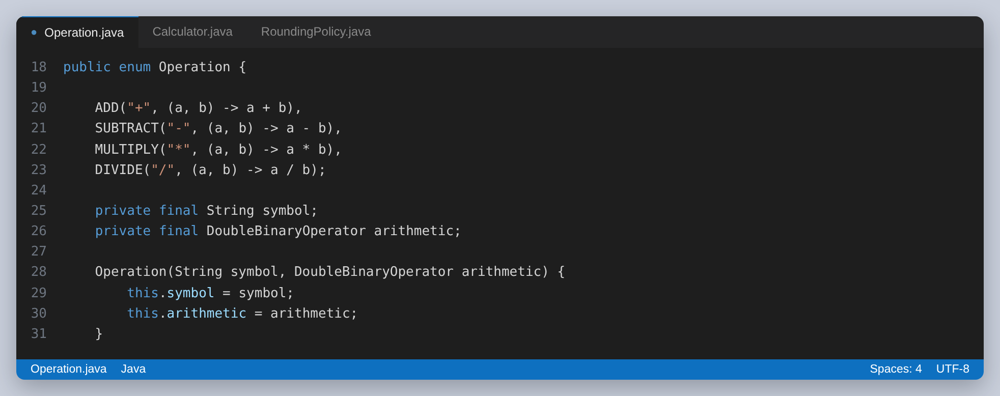 ● Operation.java Calculator.java RoundingPolicy.java
18 public enum Operation {
19
20     ADD("+", (a, b) -> a + b),
21     SUBTRACT("-", (a, b) -> a - b),
22     MULTIPLY("*", (a, b) -> a * b),
23     DIVIDE("/", (a, b) -> a / b);
24
25     private final String symbol;
26     private final DoubleBinaryOperator arithmetic;
27
28     Operation(String symbol, DoubleBinaryOperator arithmetic) {
29         this.symbol = symbol;
30         this.arithmetic = arithmetic;
31     }
Operation.java Java Spaces: 4 UTF-8